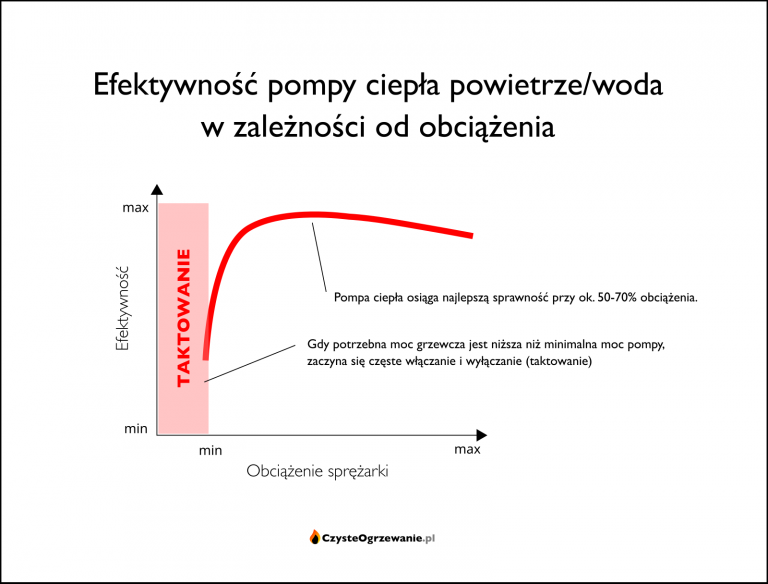 Efektywność pompy ciepła powietrze/woda
w zależności od obciążenia
max
Efektywność
TAKTOWANIE
Pompa ciepła osiąga najlepszą sprawność przy ok. 50-70% obciążenia.
Gdy potrzebna moc grzewcza jest niższa niż minimalna moc pompy,
zaczyna się częste włączanie i wyłączanie (taktowanie)
min
min
max
Obciążenie sprężarki
CzysteOgrzewanie.pl